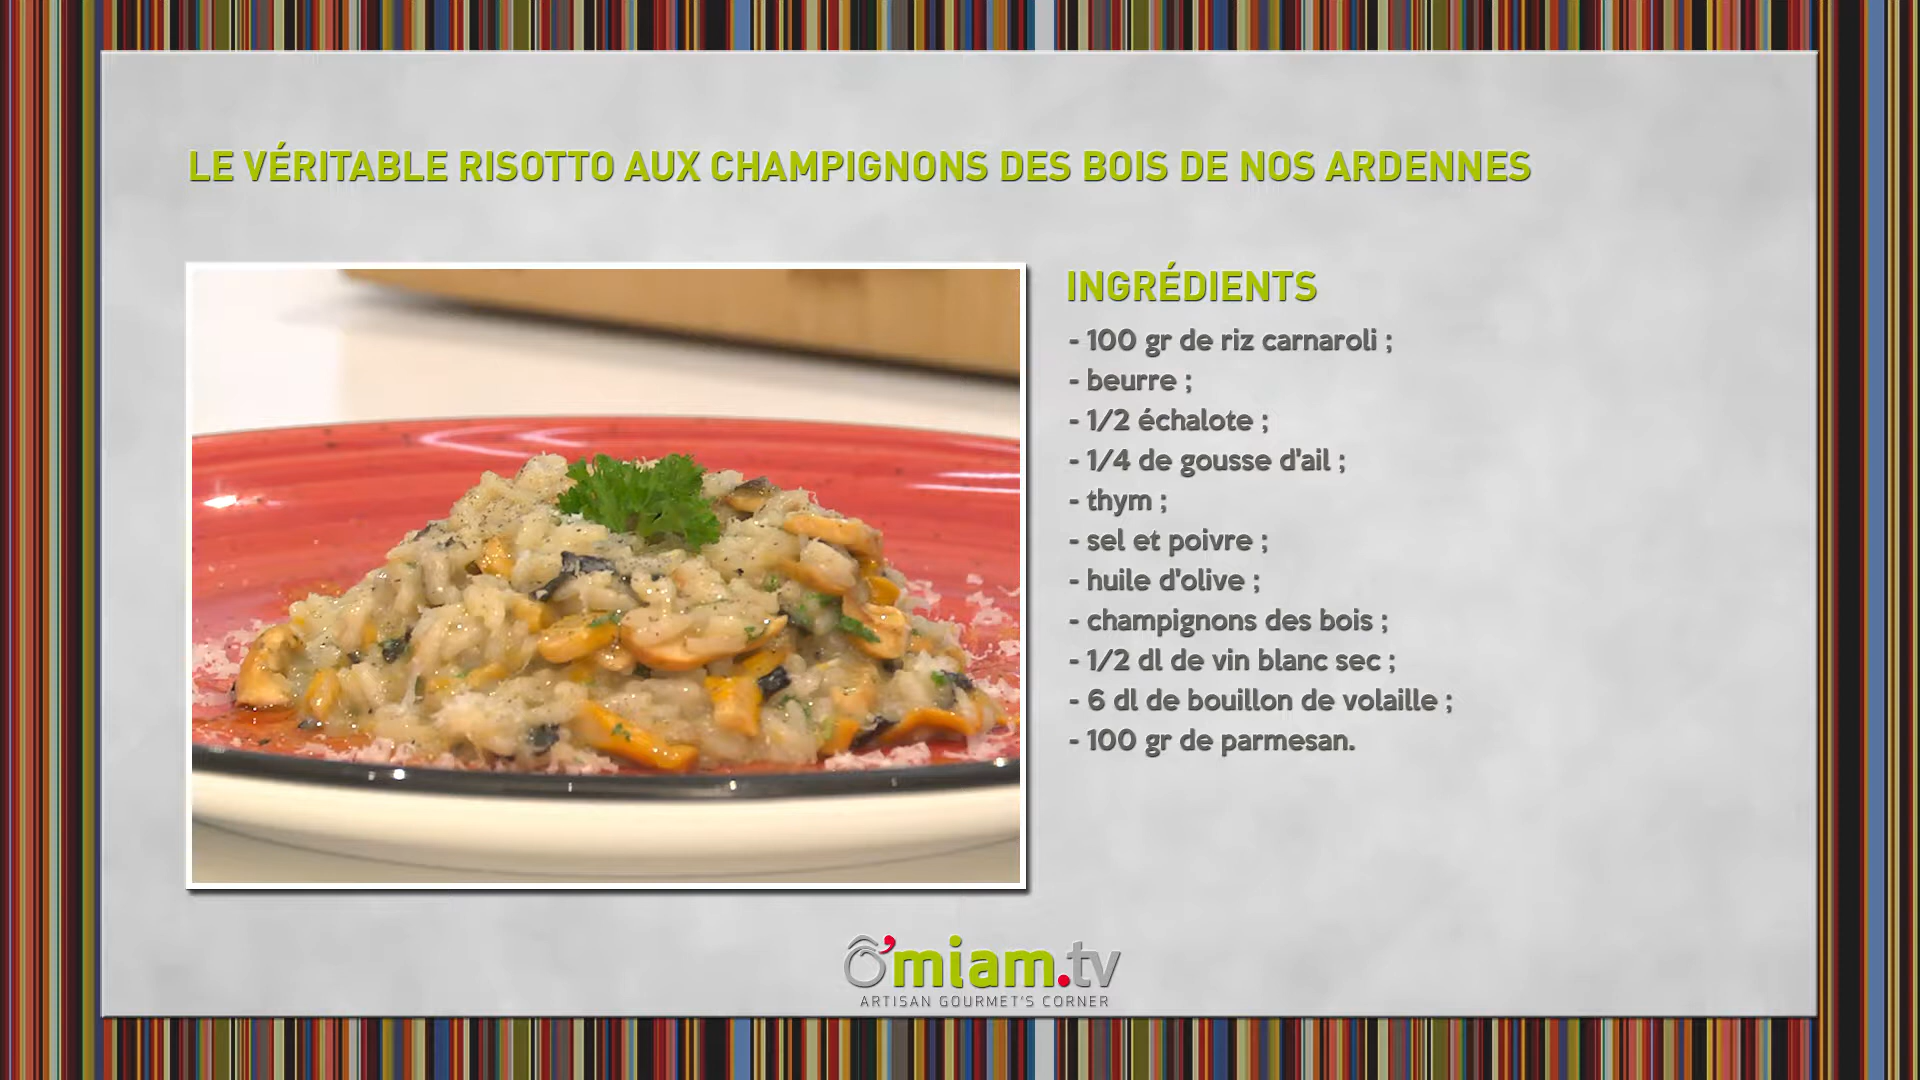 LE VÉRITABLE RISOTTO AUX CHAMPIGNONS DES BOIS DE NOS ARDENNES
INGRÉDIENTS
- 100 gr de riz carnaroli ;
- beurre ;
- 1/2 échalote ;
- 1/4 de gousse d'ail ;
- thym ;
- sel et poivre ;
- huile d'olive ;
- champignons des bois ;
- 1/2 dl de vin blanc sec ;
- 6 dl de bouillon de volaille ;
- 100 gr de parmesan.
Ô'miam.tv
ARTISAN GOURMET'S CORNER